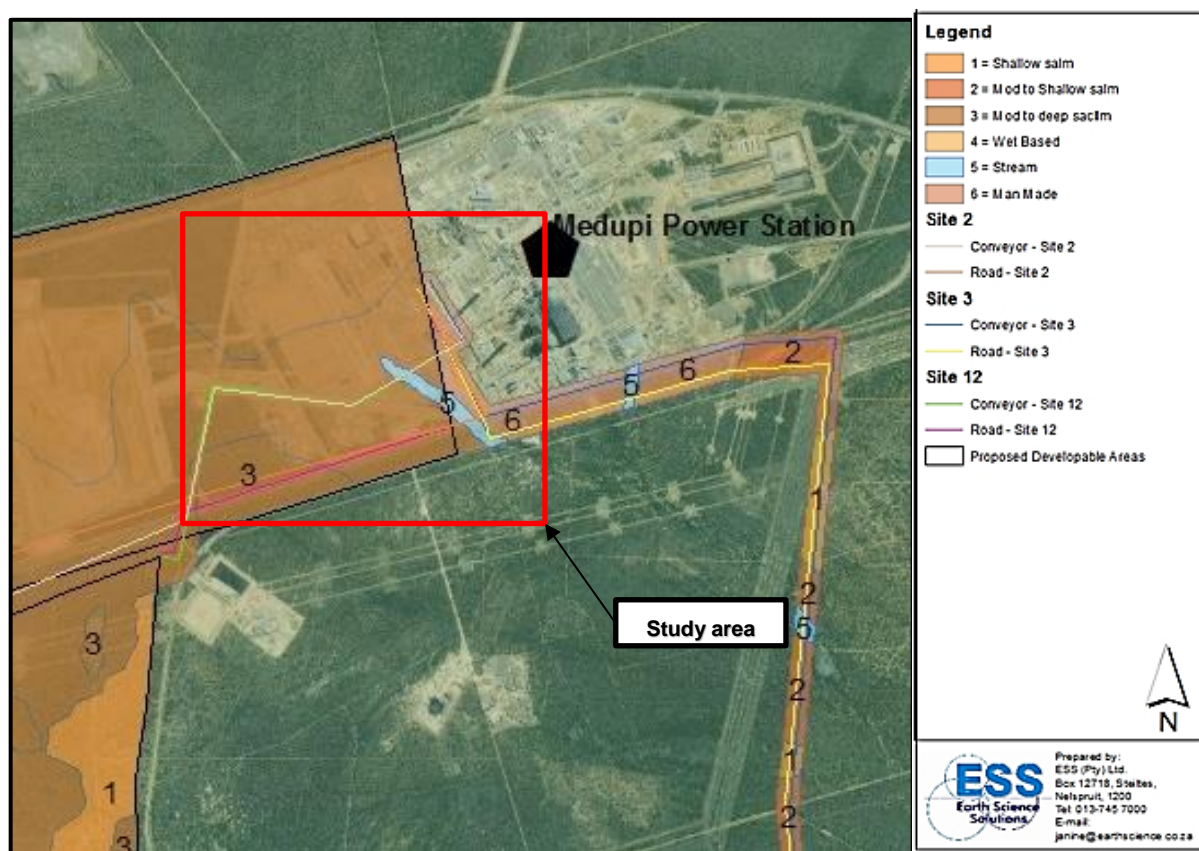 Medupi Power Station
2
5
6
5
6
3
1
2
5
3
2
1
1
2
3
Study area
Legend
1 = Shallow salm
2 = Mod to Shallow salm
3 = Mod to deep saclm
4 = Wet Based
5 = Stream
6 = Man Made
Site 2
Conveyor - Site 2
Road - Site 2
Site 3
Conveyor - Site 3
Road - Site 3
Site 12
Conveyor - Site 12
Road - Site 12
Proposed Developable Areas
N
ESS
Earth Science
Solutions
Prepared by:
ESS (Pty) Ltd.
Box 12718, Steiltes,
Nelspruit, 1200
Tel: 013-745 7000
E-mail:
janine@earthscience.co.za